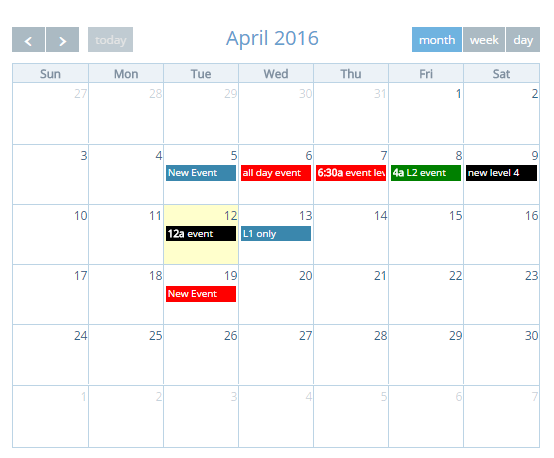 today April 2016 month week day
Sun Mon Tue Wed Thu Fri Sat
27 28 29 30 31 1 2
3 4 5 6 7 8 9
New Event all day event 6:30a event lev 4a L2 event new level 4
10 11 12 13 14 15 16
12a event L1 only
17 18 19 20 21 22 23
New Event
24 25 26 27 28 29 30
1 2 3 4 5 6 7